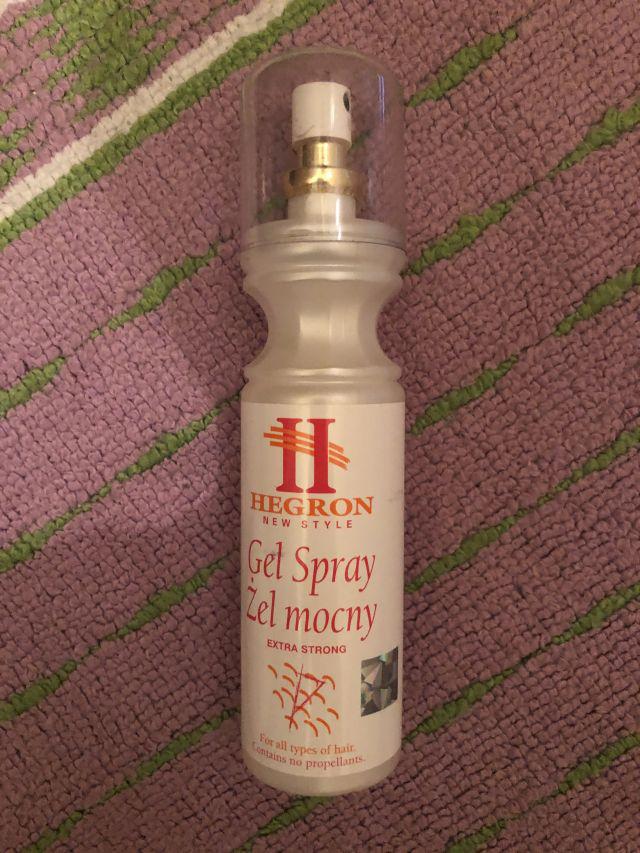 H
HEGRON
NEW STYLE
Gel Spray
Żel mocny
EXTRA STRONG
For all types of hair.
Contains no propellants.